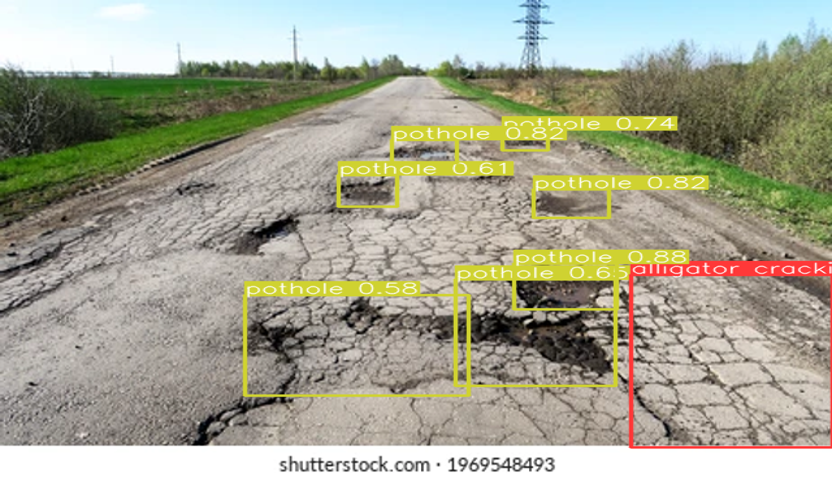 pothole 0.74
pothole 0.82
pothole 0.61
pothole 0.82
pothole 0.88
pothole 0.65
alligator cracki
pothole 0.58
shutterstock.com · 1969548493